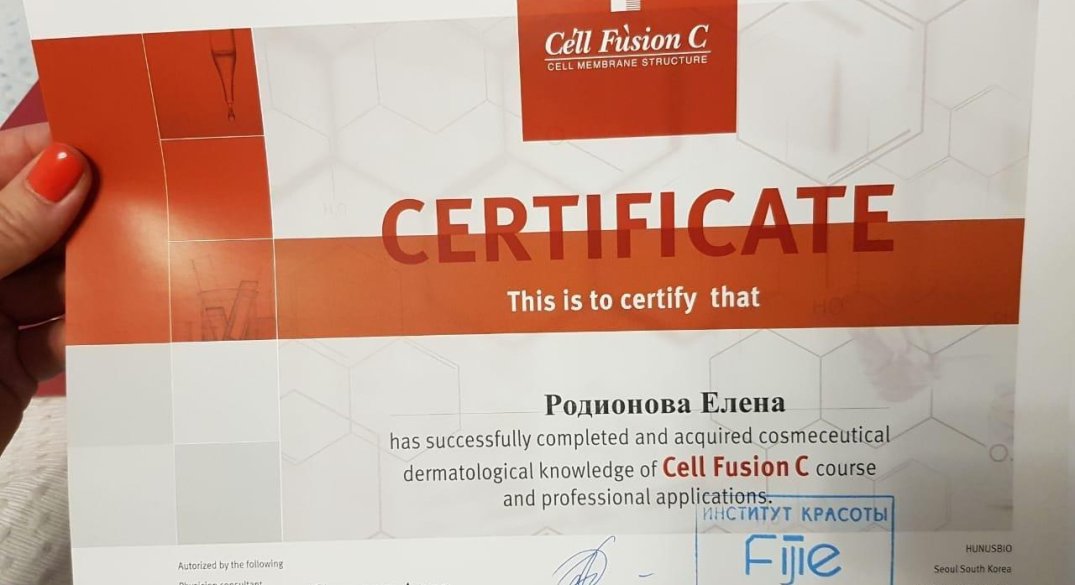 Cell Fusion C
CELL MEMBRANE STRUCTURE
CERTIFICATE
This is to certify that
Родионова Елена
has successfully completed and acquired cosmeceutical
dermatological knowledge of Cell Fusion C course
and professional applications.
ИНСТИТУТ КРАСОТЫ
Fijie
HUNUSBIO
Seoul South Korea
Autorized by the following